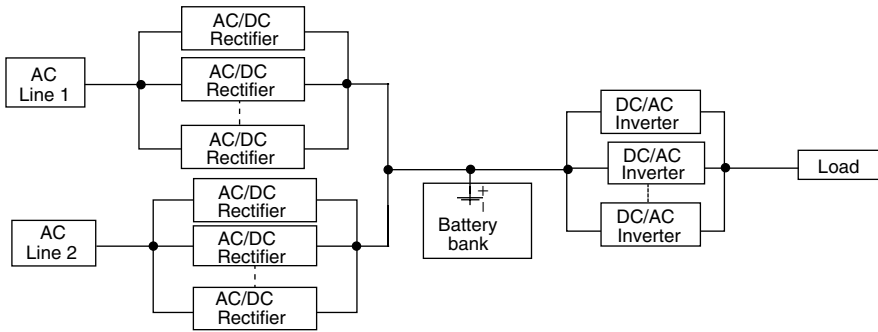 AC/DC
Rectifier
AC
Line 1
AC/DC
Rectifier
AC/DC
Rectifier
DC/AC
Inverter
DC/AC
Inverter
Load
DC/AC
Inverter
AC/DC
Rectifier
AC
Line 2
AC/DC
Rectifier
AC/DC
Rectifier
+
–
Battery
bank